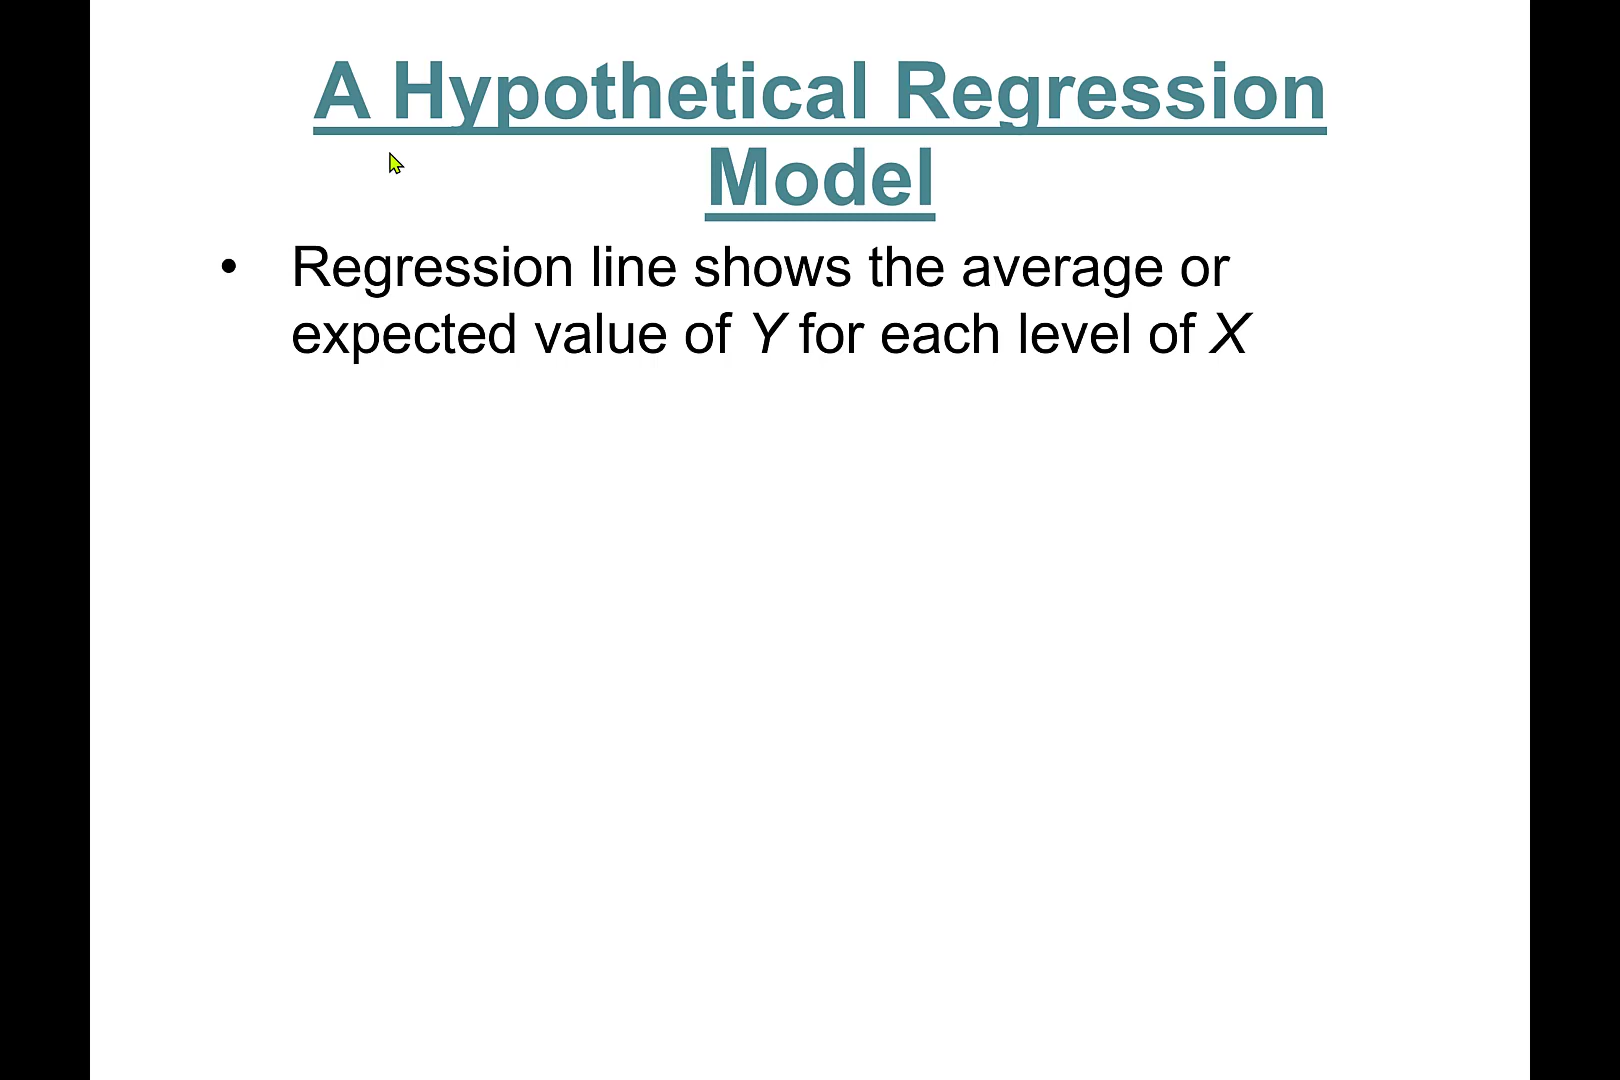 A Hypothetical Regression
Model
• Regression line shows the average or
expected value of Y for each level of X